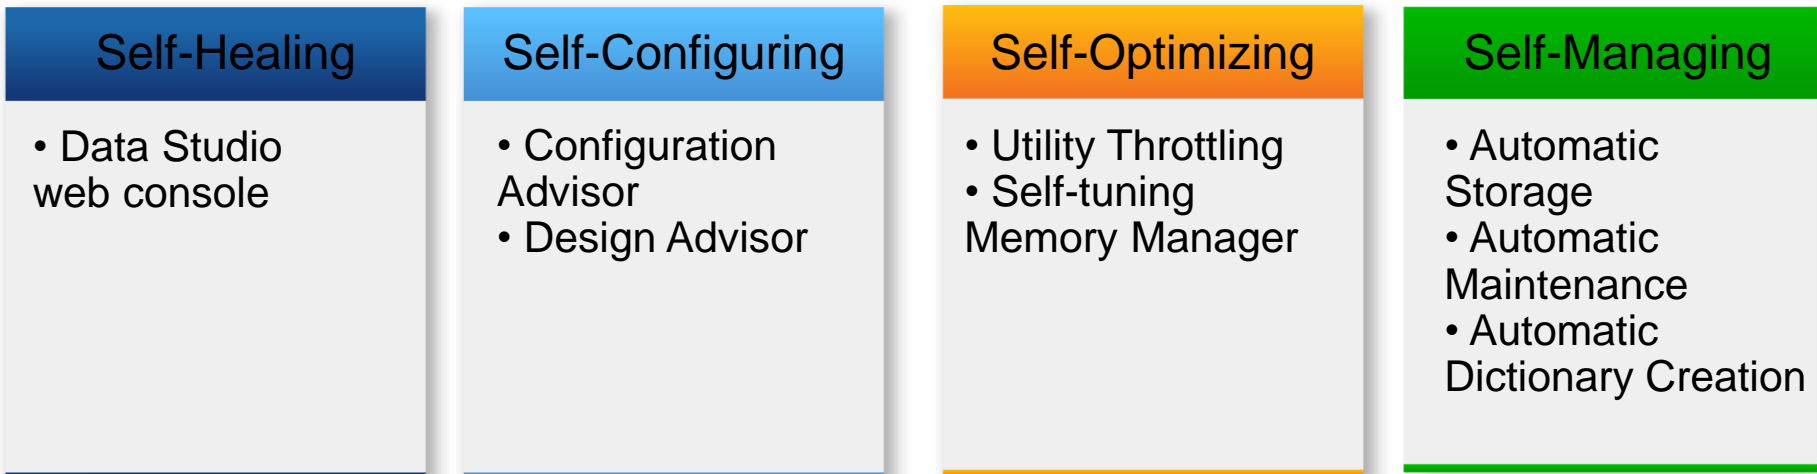 Self-Healing
• Data Studio
web console
Self-Configuring
• Configuration
Advisor
• Design Advisor
Self-Optimizing
• Utility Throttling
• Self-tuning
Memory Manager
Self-Managing
• Automatic
Storage
• Automatic
Maintenance
• Automatic
Dictionary Creation